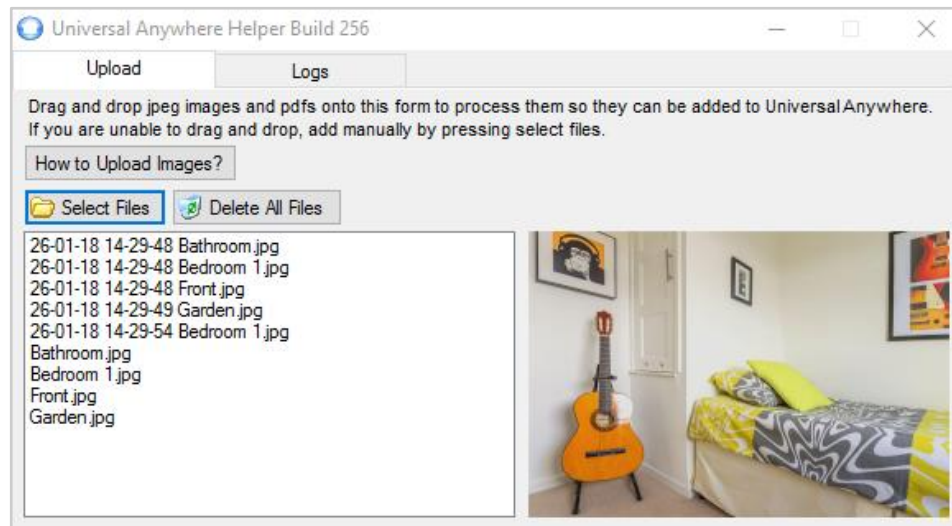 Universal Anywhere Helper Build 256
Upload
Logs
Drag and drop jpeg images and pdfs onto this form to process them so they can be added to Universal Anywhere.
If you are unable to drag and drop, add manually by pressing select files.
How to Upload Images?
Select Files
Delete All Files
26-01-18 14-29-48 Bathroom.jpg
26-01-18 14-29-48 Bedroom 1.jpg
26-01-18 14-29-48 Front.jpg
26-01-18 14-29-49 Garden.jpg
26-01-18 14-29-54 Bedroom 1.jpg
Bathroom.jpg
Bedroom 1.jpg
Front.jpg
Garden.jpg